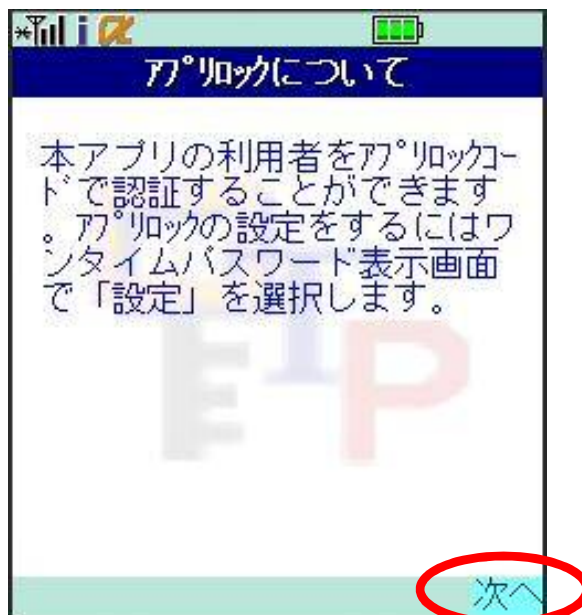 i α
ｱﾌﾟﾘﾛｯｸについて
本アプリの利用者をｱﾌﾟﾘﾛｯｸｺｰ
ﾄﾞで認証することができます
。ｱﾌﾟﾘﾛｯｸの設定をするにはワ
ンタイムパスワード表示画面
で「設定」を選択します。
次へ